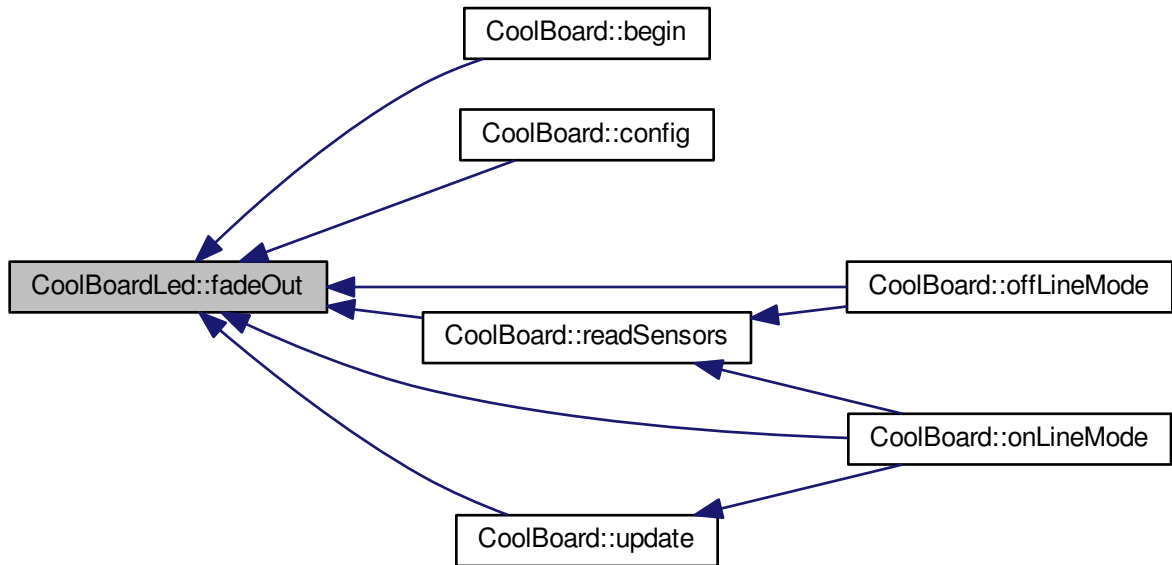 CoolBoard::begin
CoolBoard::config
CoolBoardLed::fadeOut
CoolBoard::offLineMode
CoolBoard::readSensors
CoolBoard::onLineMode
CoolBoard::update